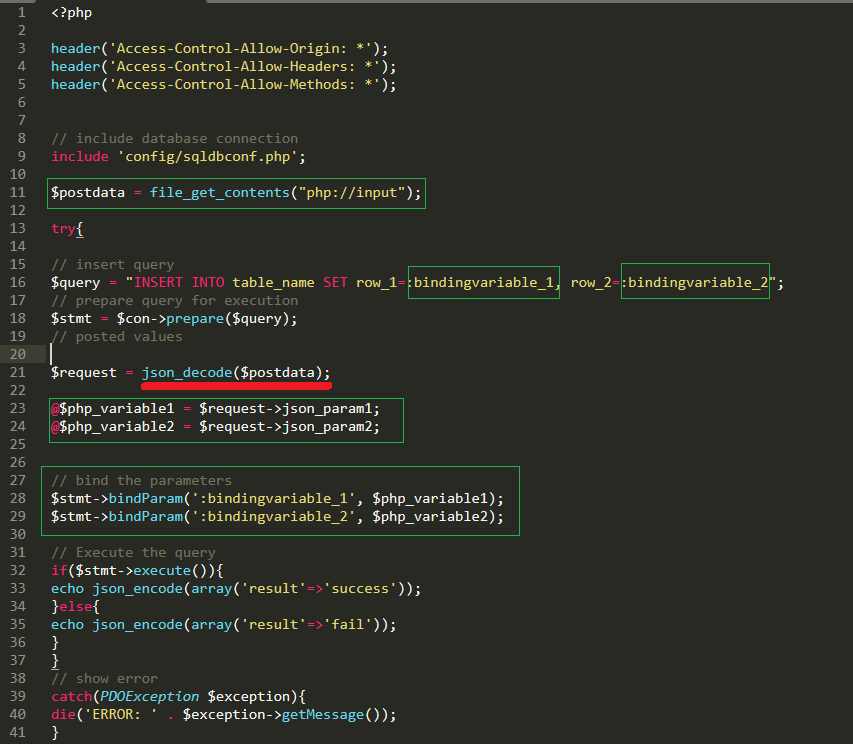 1 <?php
2
3 header('Access-Control-Allow-Origin: *');
4 header('Access-Control-Allow-Headers: *');
5 header('Access-Control-Allow-Methods: *');
6
7
8 // include database connection
9 include 'config/sqldbconf.php';
10
11 $postdata = file_get_contents("php://input");
12
13 try{
14
15 // insert query
16 $query = "INSERT INTO table_name SET row_1=:bindingvariable_1, row_2=:bindingvariable_2";
17 // prepare query for execution
18 $stmt = $con->prepare($query);
19 // posted values
20
21 $request = json_decode($postdata);
22
23 @$php_variable1 = $request->json_param1;
24 @$php_variable2 = $request->json_param2;
25
26
27 // bind the parameters
28 $stmt->bindParam(':bindingvariable_1', $php_variable1);
29 $stmt->bindParam(':bindingvariable_2', $php_variable2);
30
31 // Execute the query
32 if($stmt->execute()){
33 echo json_encode(array('result'=>'success'));
34 }else{
35 echo json_encode(array('result'=>'fail'));
36 }
37 }
38 // show error
39 catch(PDOException $exception){
40 die('ERROR: ' . $exception->getMessage());
41 }